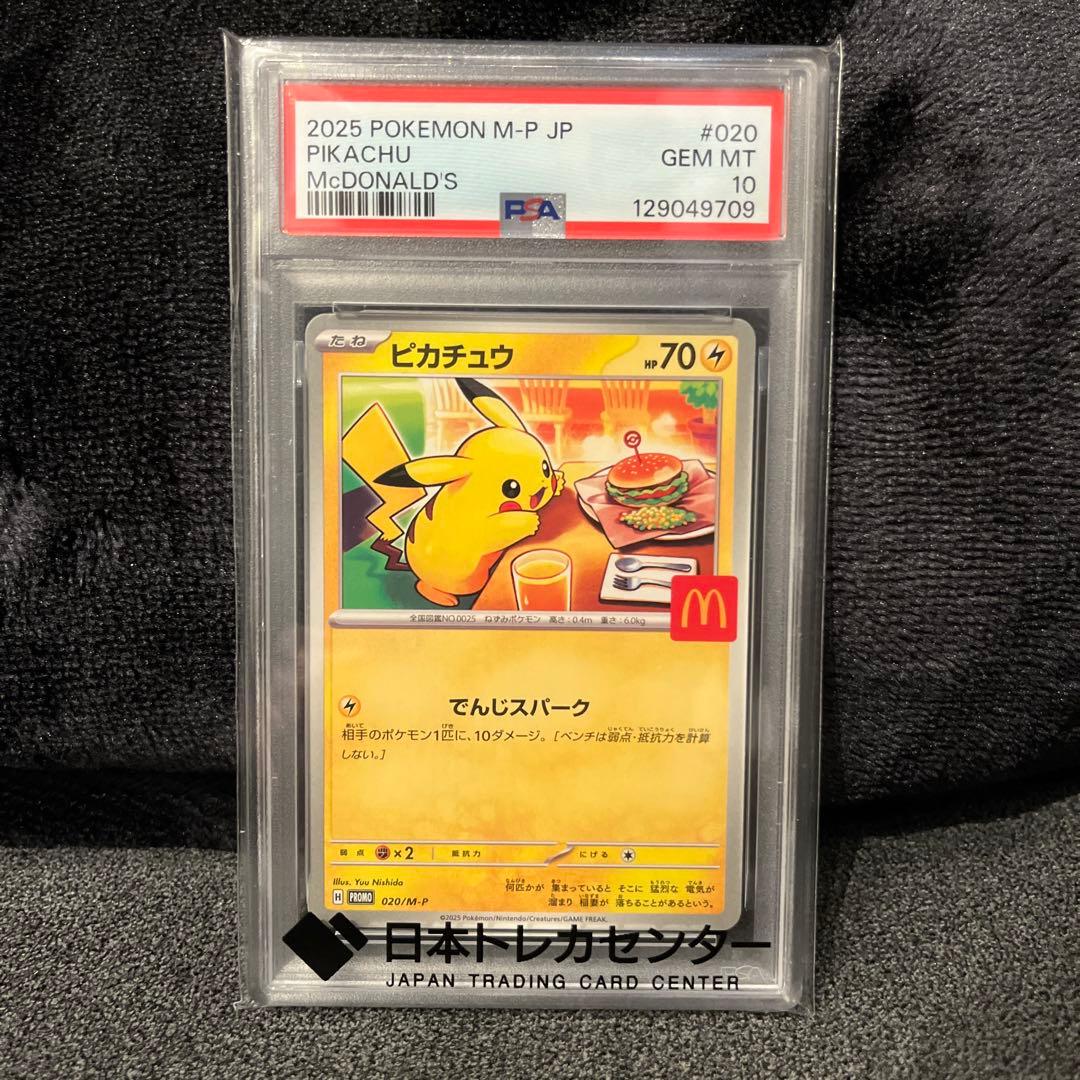 2025 POKEMON M-P JP #020
PIKACHU GEM MT
McDONALD'S 10
PSA 129049709
たね ピカチュウ HP70
全国図鑑NO.0025 ねずみポケモン 高さ:0.4m 重さ:6.0kg
でんじスパーク
相手のポケモン1匹に、10ダメージ。[ベンチは弱点・抵抗力を計算
しない。]
弱点 ×2 抵抗力 にげる
Illus. Yuu Nishida
何匹かが 集まっていると そこに 猛烈な 電気が
溜まり 稲妻が 落ちることがあるという。
H PROMO 020/M-P
©2025 Pokémon/Nintendo/Creatures/GAME FREAK.
日本トレカセンター
JAPAN TRADING CARD CENTER